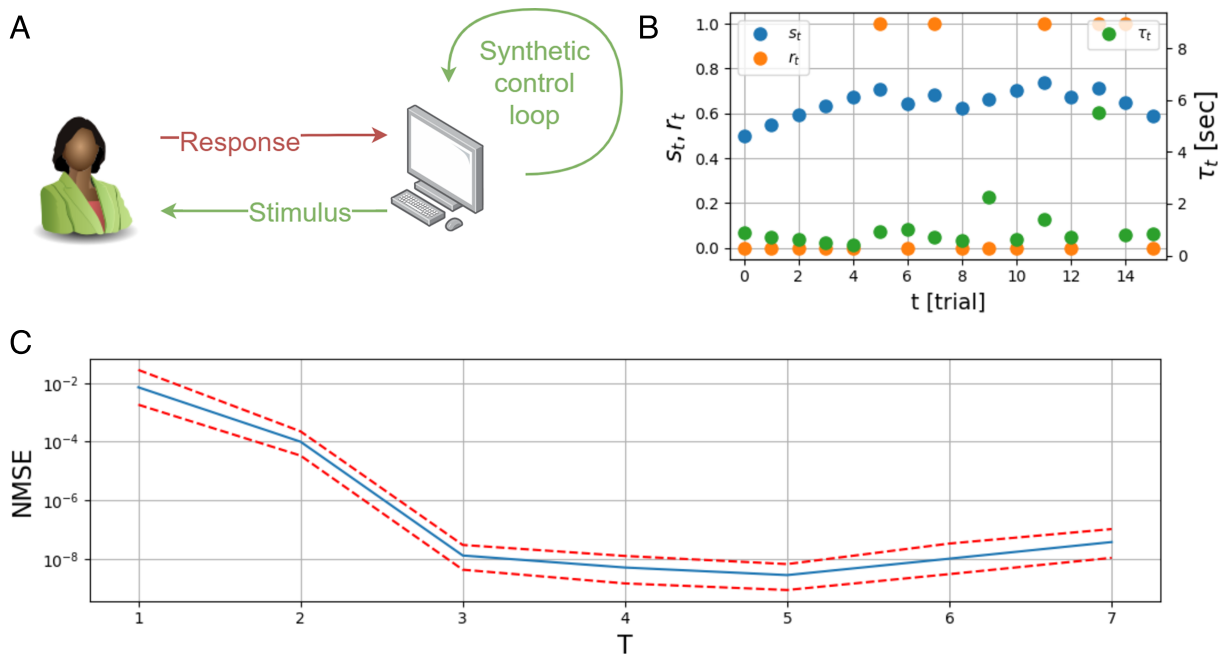 A
Synthetic
control
loop
Response
Stimulus
B
s_t
r_t
τ_t
1.0
0.8
0.6
0.4
0.2
0.0
s_t, r_t
8
6
4
2
0
τ_t [sec]
0 2 4 6 8 10 12 14
t [trial]
C
10^−2
10^−4
10^−6
10^−8
NMSE
1 2 3 4 5 6 7
T